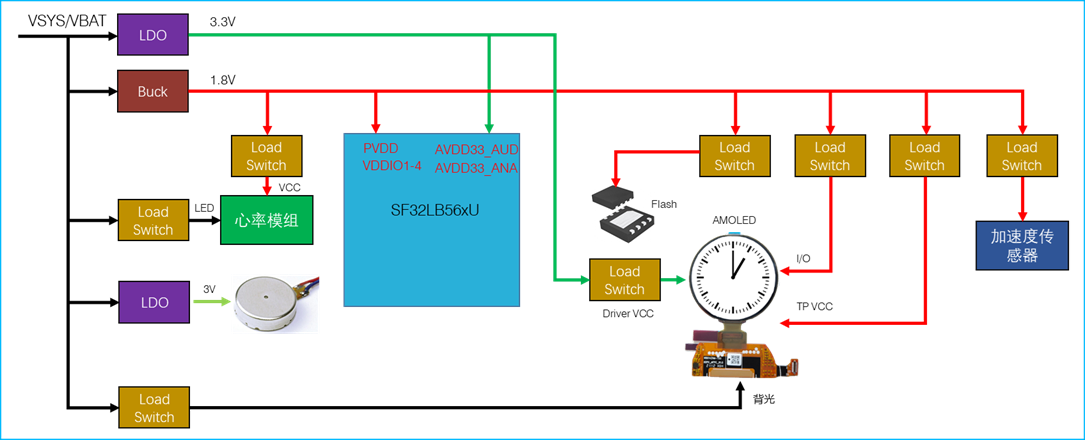 VSYS/VBAT
LDO
3.3V
Buck
1.8V
Load
Switch
VCC
PVDD
VDDIO1-4
AVDD33_AUD
AVDD33_ANA
SF32LB56xU
Load
Switch
Load
Switch
Load
Switch
Load
Switch
Flash
AMOLED
Load
Switch
LED
心率模组
I/O
加速度传
感器
Load
Switch
Driver VCC
LDO
3V
TP VCC
Load
Switch
背光